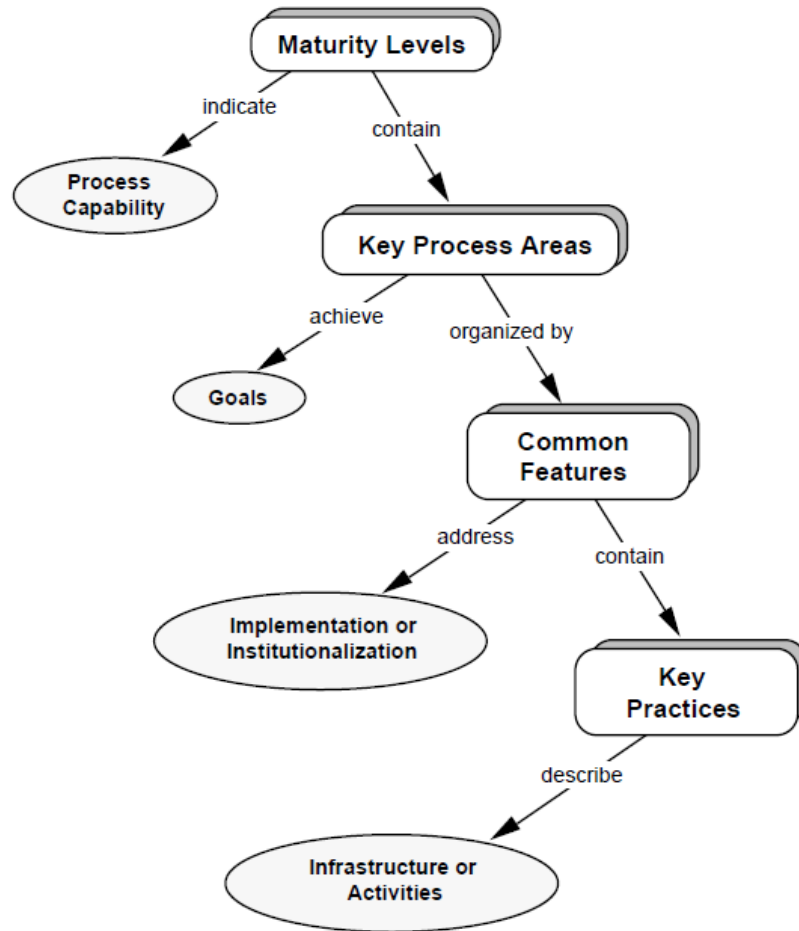 Maturity Levels
indicate
contain
Process
Capability
Key Process Areas
achieve
organized by
Goals
Common
Features
address
contain
Implementation or
Institutionalization
Key
Practices
describe
Infrastructure or
Activities